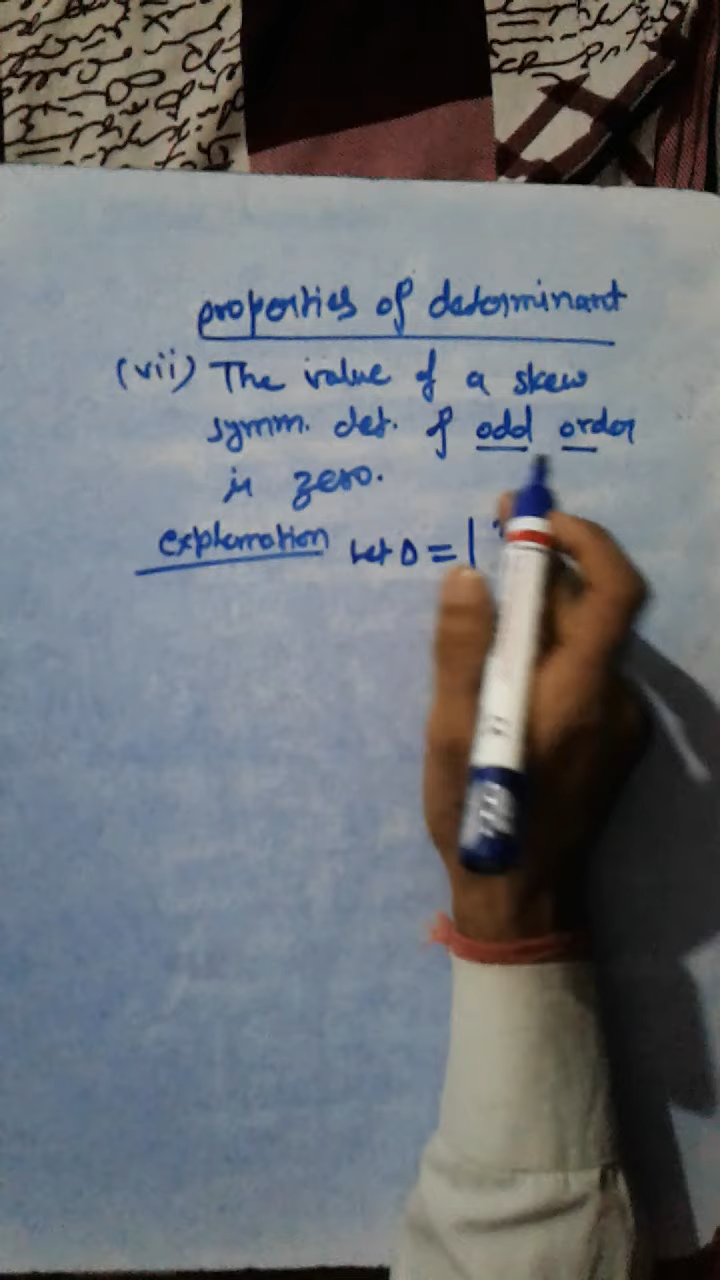 properties of determinant
(vii) The value of a skew
symm. det. of odd order
is zero.
explanation Let Δ = |